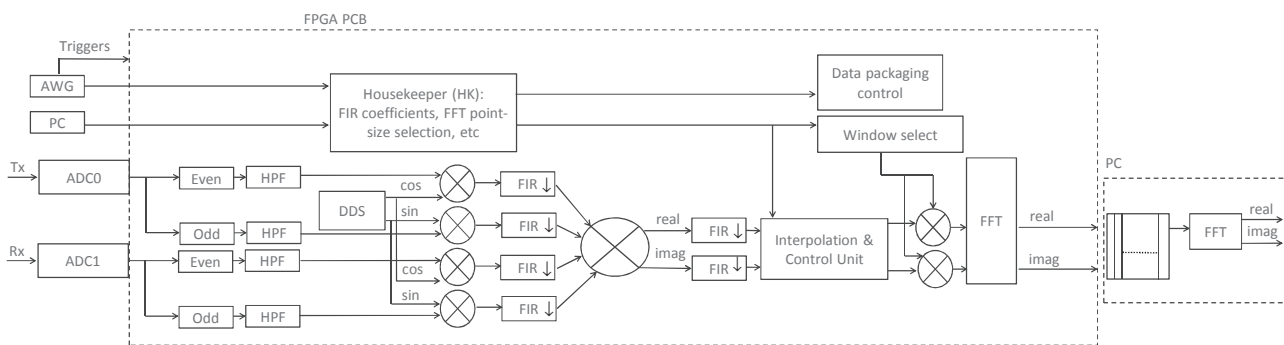 FPGA PCB
Triggers
AWG
PC
Housekeeper (HK):
FIR coefficients, FFT point-
size selection, etc
Data packaging
control
Window select
Tx
ADC0
Even
HPF
cos
FIR ↓
DDS
sin
Odd
HPF
FIR ↓
Rx
ADC1
Even
HPF
cos
FIR ↓
sin
Odd
HPF
FIR ↓
real
FIR ↓
imag
FIR ↓
Interpolation &
Control Unit
FFT
real
imag
PC
FFT
real
imag